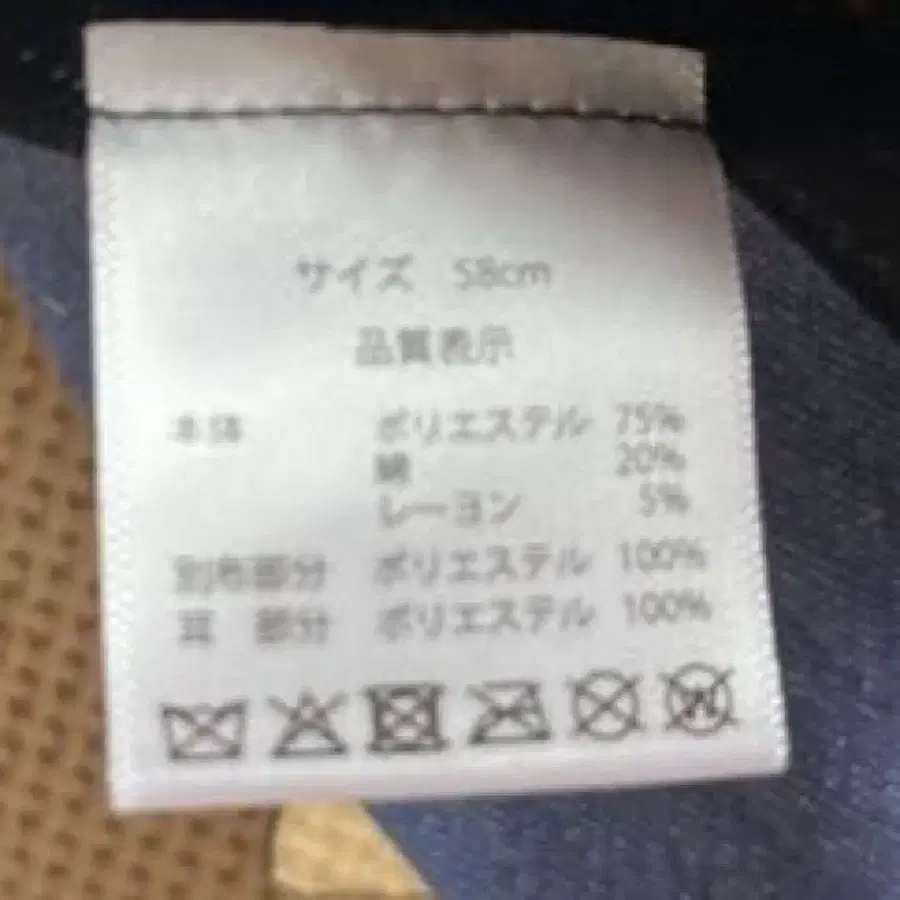 サイズ 58cm
品質表示
本体 ポリエステル 75%
綿 20%
レーヨン 5%
別布部分 ポリエステル 100%
耳 部分 ポリエステル 100%